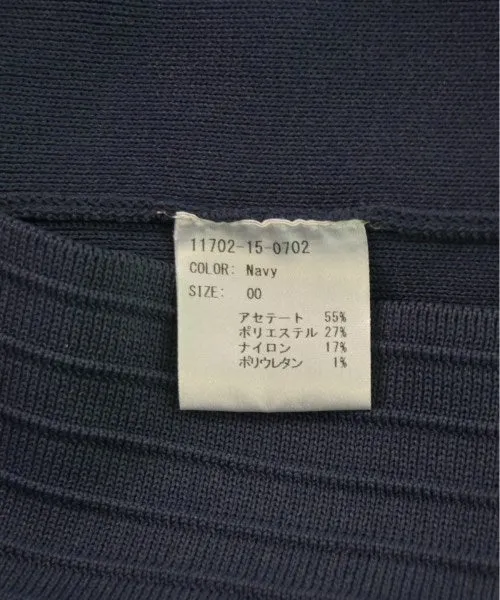 11702-15-0702
COLOR: Navy
SIZE: 00
アセテート 55%
ポリエステル 27%
ナイロン 17%
ポリウレタン 1%